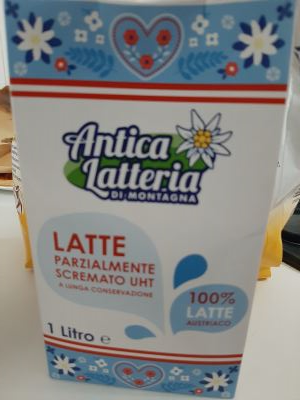 Antica
Latteria
DI MONTAGNA
LATTE
PARZIALMENTE
SCREMATO UHT
A LUNGA CONSERVAZIONE
100%
LATTE
AUSTRIACO
1 Litro e